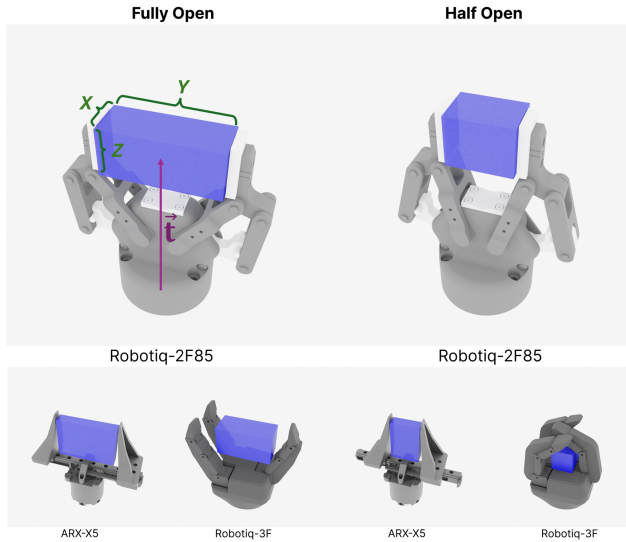 Fully Open
Half Open
X
Y
Z
t
Robotiq-2F85
Robotiq-2F85
ARX-X5
Robotiq-3F
ARX-X5
Robotiq-3F